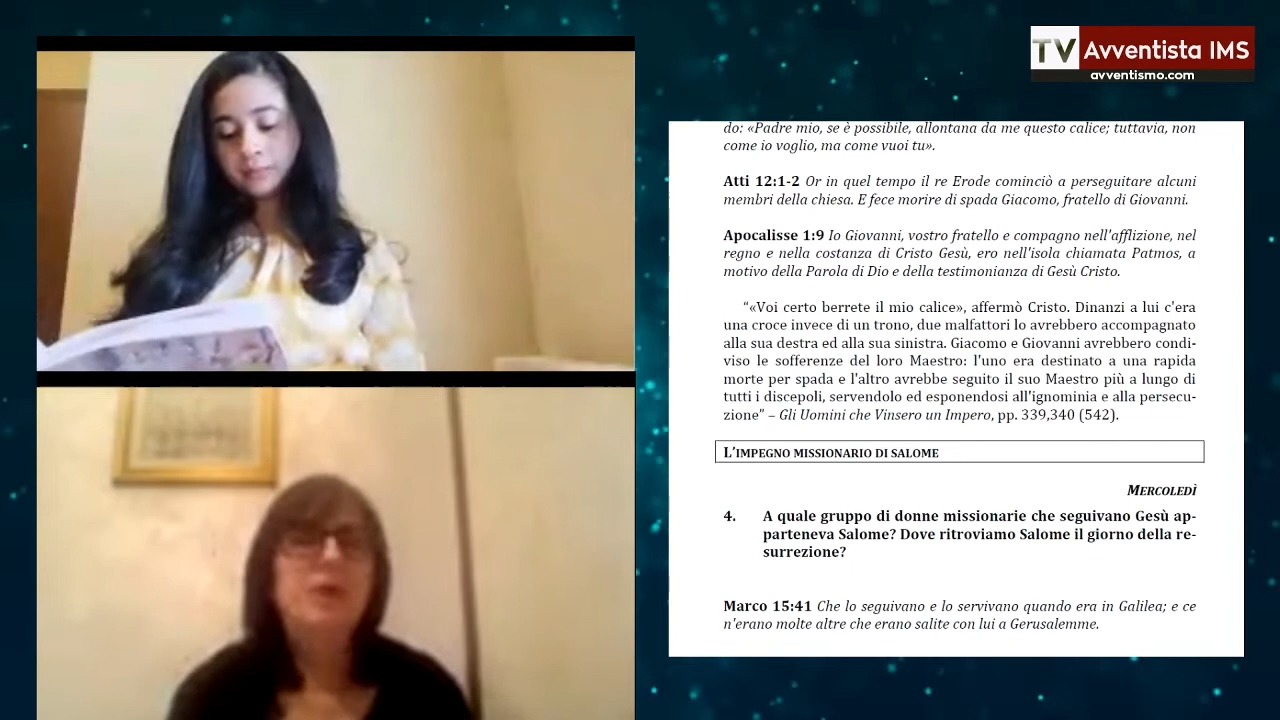 TV Avventista IMS
avventismo.com
do: «Padre mio, se è possibile, allontana da me questo calice; tuttavia, non
come io voglio, ma come vuoi tu».
Atti 12:1-2 Or in quel tempo il re Erode cominciò a perseguitare alcuni
membri della chiesa. E fece morire di spada Giacomo, fratello di Giovanni.
Apocalisse 1:9 Io Giovanni, vostro fratello e compagno nell'afflizione, nel
regno e nella costanza di Cristo Gesù, ero nell'isola chiamata Patmos, a
motivo della Parola di Dio e della testimonianza di Gesù Cristo.
“«Voi certo berrete il mio calice», affermò Cristo. Dinanzi a lui c'era
una croce invece di un trono, due malfattori lo avrebbero accompagnato
alla sua destra ed alla sua sinistra. Giacomo e Giovanni avrebbero condi-
viso le sofferenze del loro Maestro: l'uno era destinato a una rapida
morte per spada e l'altro avrebbe seguito il suo Maestro più a lungo di
tutti i discepoli, servendolo ed esponendosi all'ignominia e alla persecu-
zione” – Gli Uomini che Vinsero un Impero, pp. 339,340 (542).
L’IMPEGNO MISSIONARIO DI SALOME
MERCOLEDÌ
4. A quale gruppo di donne missionarie che seguivano Gesù ap-
parteneva Salome? Dove ritroviamo Salome il giorno della re-
surrezione?
Marco 15:41 Che lo seguivano e lo servivano quando era in Galilea; e ce
n'erano molte altre che erano salite con lui a Gerusalemme.